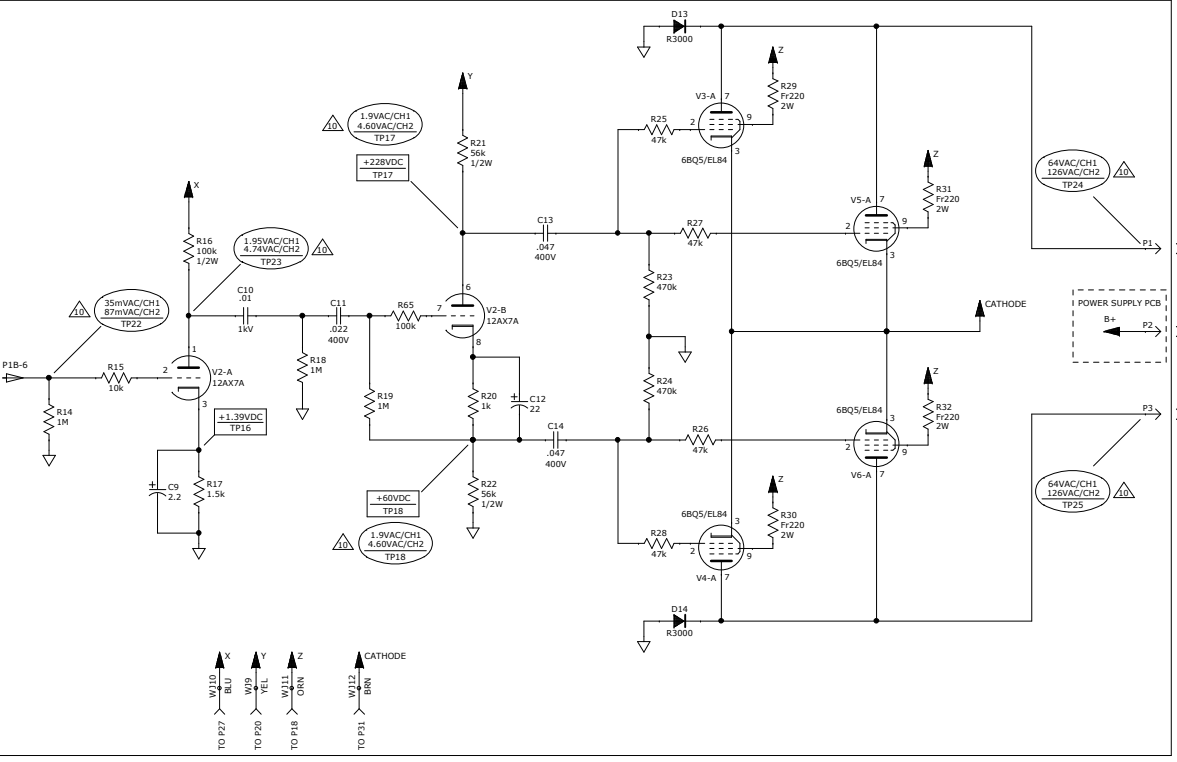 D13
R3000
Z
R29
Fr220
2W
V3-A 7
9
2
3
R25
47k
6BQ5/EL84
Y
10
1.9VAC/CH1
4.60VAC/CH2
TP17
R21
56k
1/2W
+228VDC
TP17
Z
R31
Fr220
2W
64VAC/CH1
126VAC/CH2
TP24
10
X
R16
100k
1/2W
1.95VAC/CH1
4.74VAC/CH2
TP23
10
C13
.047
400V
R27
47k
V5-A 7
9
2
3
6BQ5/EL84
P1
10
35mVAC/CH1
87mVAC/CH2
TP22
C10
.01
1kV
C11
.022
400V
R65
100k
6
7
8
V2-B
12AX7A
R23
470k
CATHODE
POWER SUPPLY PCB
B+
P2
P1B-6
R15
10k
1
2
3
V2-A
12AX7A
R18
1M
R14
1M
+1.39VDC
TP16
R19
1M
R20
1k
C12
22
+
R24
470k
Z
R32
Fr220
2W
6BQ5/EL84
3
2
9
V6-A 7
P3
C14
.047
400V
R26
47k
+
C9
2.2
R17
1.5k
+60VDC
TP18
R22
56k
1/2W
10
1.9VAC/CH1
4.60VAC/CH2
TP18
Z
R30
Fr220
2W
6BQ5/EL84
3
2
9
V4-A 7
R28
47k
64VAC/CH1
126VAC/CH2
TP25
10
D14
R3000
X
WJ10
BLU
TO P27
Y
WJ9
YEL
TO P20
Z
WJ11
ORN
TO P18
CATHODE
WJ12
BRN
TO P31